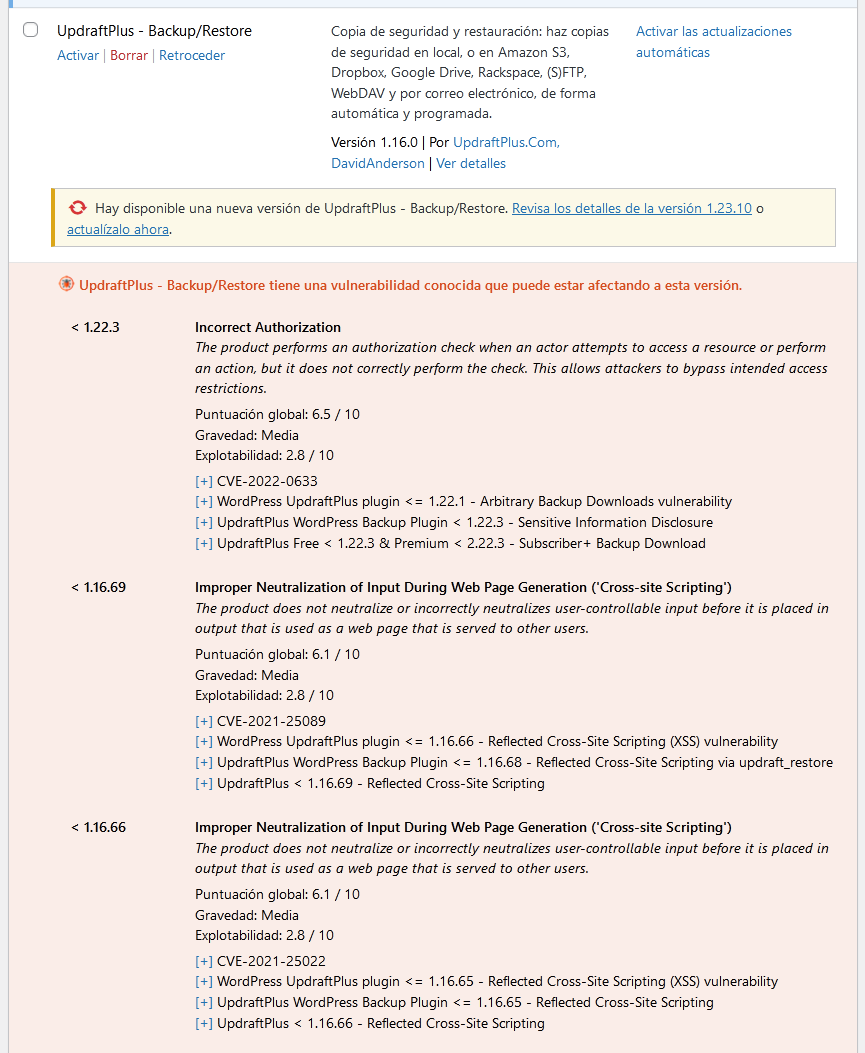 UpdraftPlus - Backup/Restore
Activar | Borrar | Retroceder
Copia de seguridad y restauración: haz copias
de seguridad en local, o en Amazon S3,
Dropbox, Google Drive, Rackspace, (S)FTP,
WebDAV y por correo electrónico, de forma
automática y programada.
Versión 1.16.0 | Por UpdraftPlus.Com,
DavidAnderson | Ver detalles
Activar las actualizaciones
automáticas
Hay disponible una nueva versión de UpdraftPlus - Backup/Restore. Revisa los detalles de la versión 1.23.10 o
actualízalo ahora.
UpdraftPlus - Backup/Restore tiene una vulnerabilidad conocida que puede estar afectando a esta versión.
< 1.22.3
Incorrect Authorization
The product performs an authorization check when an actor attempts to access a resource or perform
an action, but it does not correctly perform the check. This allows attackers to bypass intended access
restrictions.
Puntuación global: 6.5 / 10
Gravedad: Media
Explotabilidad: 2.8 / 10
[+] CVE-2022-0633
[+] WordPress UpdraftPlus plugin <= 1.22.1 - Arbitrary Backup Downloads vulnerability
[+] UpdraftPlus WordPress Backup Plugin < 1.22.3 - Sensitive Information Disclosure
[+] UpdraftPlus Free < 1.22.3 & Premium < 2.22.3 - Subscriber+ Backup Download
< 1.16.69
Improper Neutralization of Input During Web Page Generation ('Cross-site Scripting')
The product does not neutralize or incorrectly neutralizes user-controllable input before it is placed in
output that is used as a web page that is served to other users.
Puntuación global: 6.1 / 10
Gravedad: Media
Explotabilidad: 2.8 / 10
[+] CVE-2021-25089
[+] WordPress UpdraftPlus plugin <= 1.16.66 - Reflected Cross-Site Scripting (XSS) vulnerability
[+] UpdraftPlus WordPress Backup Plugin <= 1.16.68 - Reflected Cross-Site Scripting via updraft_restore
[+] UpdraftPlus < 1.16.69 - Reflected Cross-Site Scripting
< 1.16.66
Improper Neutralization of Input During Web Page Generation ('Cross-site Scripting')
The product does not neutralize or incorrectly neutralizes user-controllable input before it is placed in
output that is used as a web page that is served to other users.
Puntuación global: 6.1 / 10
Gravedad: Media
Explotabilidad: 2.8 / 10
[+] CVE-2021-25022
[+] WordPress UpdraftPlus plugin <= 1.16.65 - Reflected Cross-Site Scripting (XSS) vulnerability
[+] UpdraftPlus WordPress Backup Plugin <= 1.16.65 - Reflected Cross-Site Scripting
[+] UpdraftPlus < 1.16.66 - Reflected Cross-Site Scripting